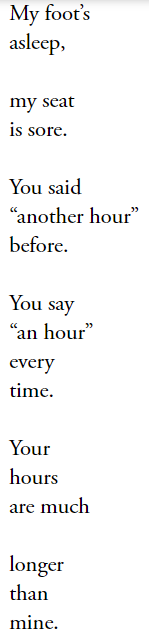 My foot’s
asleep,
my seat
is sore.
You said
“another hour”
before.
You say
“an hour”
every
time.
Your
hours
are much
longer
than
mine.